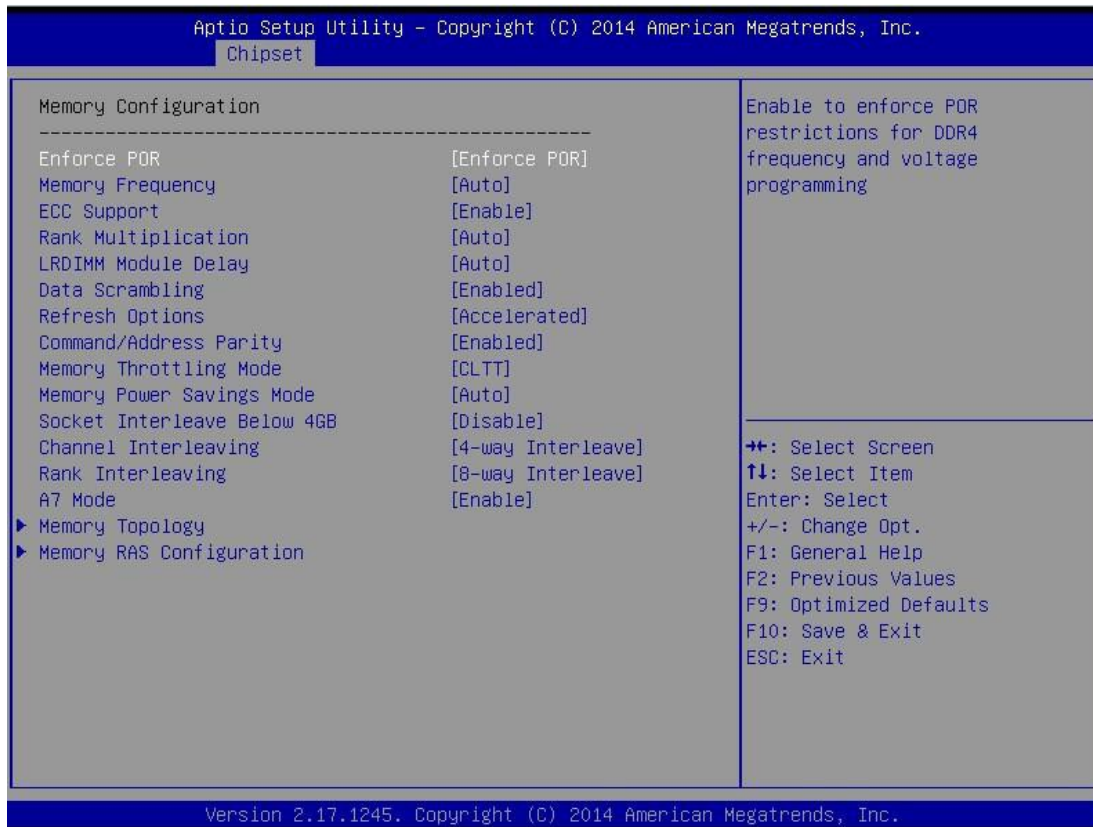 Aptio Setup Utility – Copyright (C) 2014 American Megatrends, Inc.
Chipset
Memory Configuration
Enforce POR [Enforce POR]
Memory Frequency [Auto]
ECC Support [Enable]
Rank Multiplication [Auto]
LRDIMM Module Delay [Auto]
Data Scrambling [Enabled]
Refresh Options [Accelerated]
Command/Address Parity [Enabled]
Memory Throttling Mode [CLTT]
Memory Power Savings Mode [Auto]
Socket Interleave Below 4GB [Disable]
Channel Interleaving [4-way Interleave]
Rank Interleaving [8-way Interleave]
A7 Mode [Enable]
Memory Topology
Memory RAS Configuration
Enable to enforce POR
restrictions for DDR4
frequency and voltage
programming
→←: Select Screen
↑↓: Select Item
Enter: Select
+/-: Change Opt.
F1: General Help
F2: Previous Values
F9: Optimized Defaults
F10: Save & Exit
ESC: Exit
Version 2.17.1245. Copyright (C) 2014 American Megatrends, Inc.